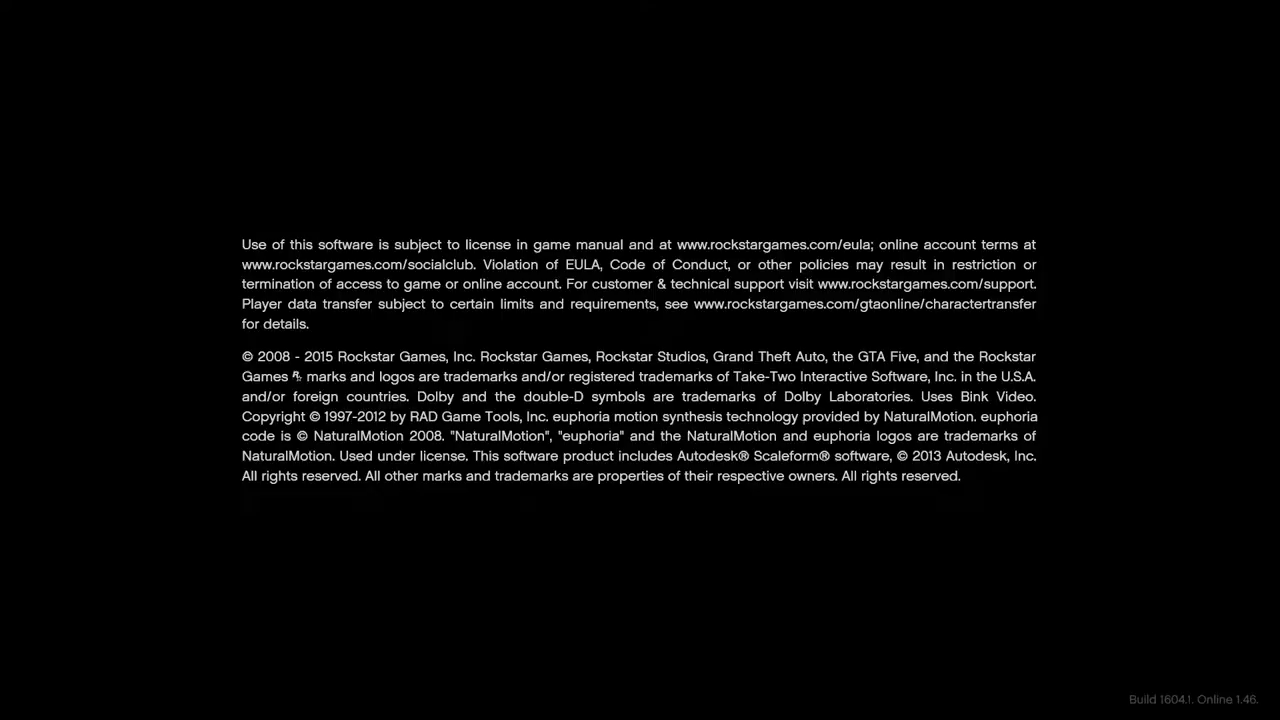 Use of this software is subject to license in game manual and at www.rockstargames.com/eula; online account terms at
www.rockstargames.com/socialclub. Violation of EULA, Code of Conduct, or other policies may result in restriction or
termination of access to game or online account. For customer & technical support visit www.rockstargames.com/support.
Player data transfer subject to certain limits and requirements, see www.rockstargames.com/gtaonline/charactertransfer
for details.
© 2008 - 2015 Rockstar Games, Inc. Rockstar Games, Rockstar Studios, Grand Theft Auto, the GTA Five, and the Rockstar
Games R* marks and logos are trademarks and/or registered trademarks of Take-Two Interactive Software, Inc. in the U.S.A.
and/or foreign countries. Dolby and the double-D symbols are trademarks of Dolby Laboratories. Uses Bink Video.
Copyright © 1997-2012 by RAD Game Tools, Inc. euphoria motion synthesis technology provided by NaturalMotion. euphoria
code is © NaturalMotion 2008. "NaturalMotion", "euphoria" and the NaturalMotion and euphoria logos are trademarks of
NaturalMotion. Used under license. This software product includes Autodesk® Scaleform® software, © 2013 Autodesk, Inc.
All rights reserved. All other marks and trademarks are properties of their respective owners. All rights reserved.
Build 1604.1. Online 1.46.